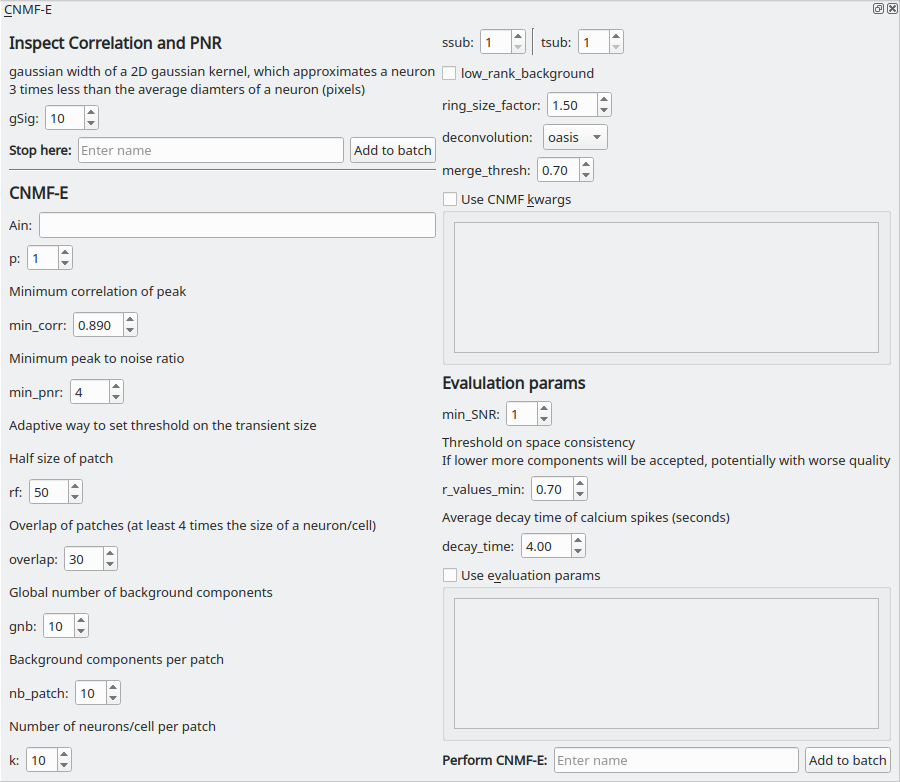 CNMF-E
Inspect Correlation and PNR
gaussian width of a 2D gaussian kernel, which approximates a neuron
3 times less than the average diamters of a neuron (pixels)
gSig: 10
Stop here: Enter name Add to batch
CNMF-E
Ain:
p: 1
Minimum correlation of peak
min_corr: 0.890
Minimum peak to noise ratio
min_pnr: 4
Adaptive way to set threshold on the transient size
Half size of patch
rf: 50
Overlap of patches (at least 4 times the size of a neuron/cell)
overlap: 30
Global number of background components
gnb: 10
Background components per patch
nb_patch: 10
Number of neurons/cell per patch
k: 10
ssub: 1 tsub: 1
low_rank_background
ring_size_factor: 1.50
deconvolution: oasis
merge_thresh: 0.70
Use CNMF kwargs
Evalulation params
min_SNR: 1
Threshold on space consistency
If lower more components will be accepted, potentially with worse quality
r_values_min: 0.70
Average decay time of calcium spikes (seconds)
decay_time: 4.00
Use evaluation params
Perform CNMF-E: Enter name Add to batch